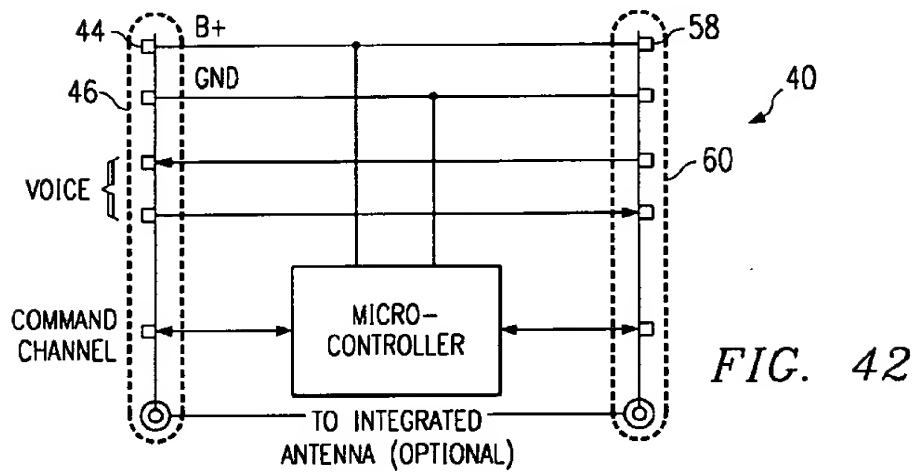 44
B+
58
GND
46
40
VOICE
60
COMMAND
CHANNEL
MICRO-
CONTROLLER
FIG. 42
TO INTEGRATED
ANTENNA (OPTIONAL)